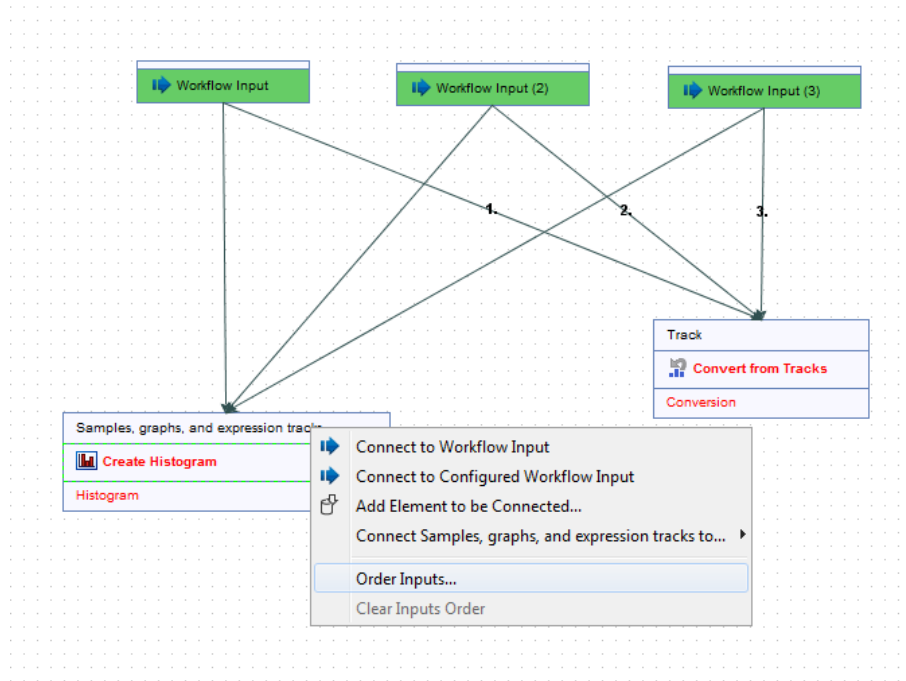 Workflow Input
Workflow Input (2)
Workflow Input (3)
1.
2.
3.
Track
Convert from Tracks
Conversion
Samples, graphs, and expression tracks
Create Histogram
Histogram
Connect to Workflow Input
Connect to Configured Workflow Input
Add Element to be Connected...
Connect Samples, graphs, and expression tracks to...
Order Inputs...
Clear Inputs Order